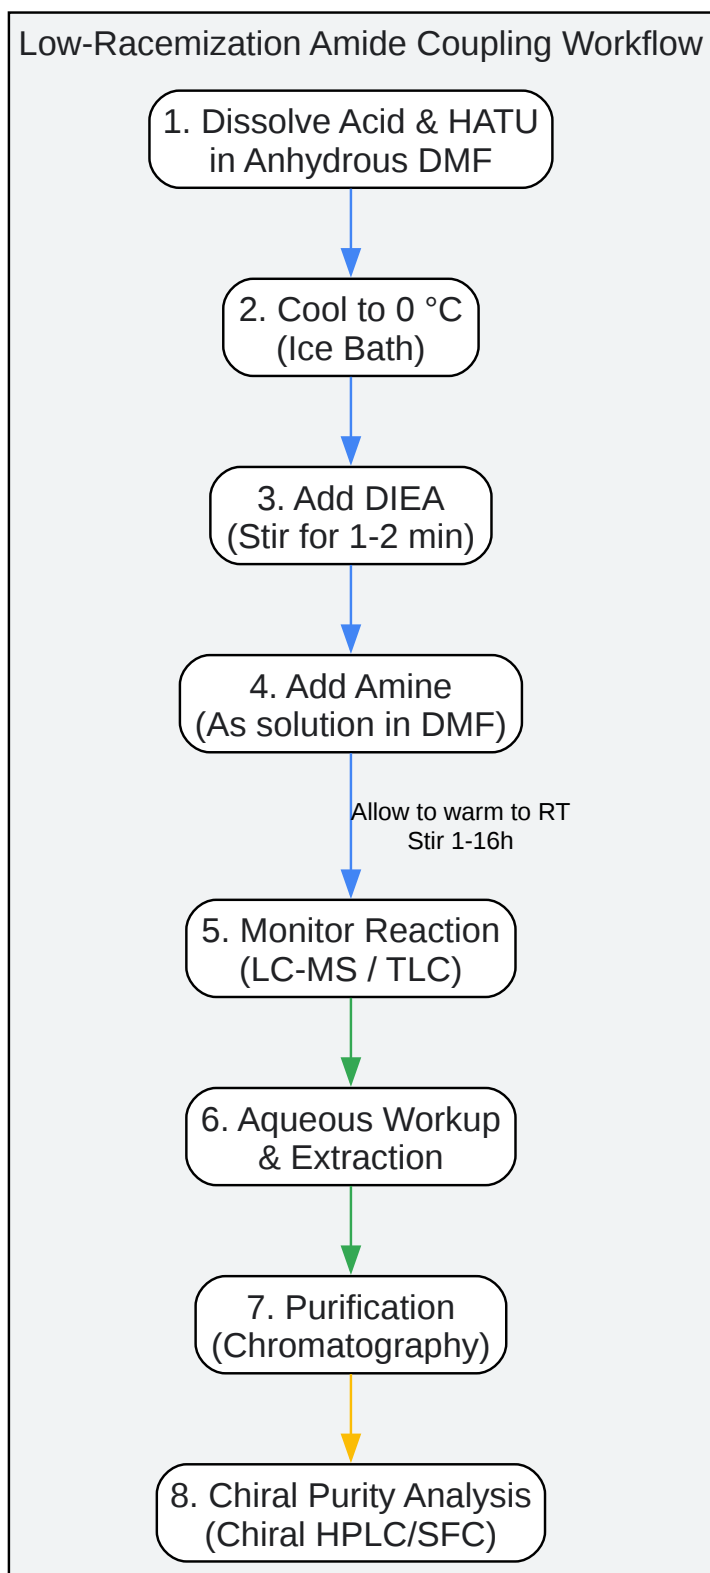 Low-Racemization Amide Coupling Workflow
1. Dissolve Acid & HATU
in Anhydrous DMF
2. Cool to 0 °C
(Ice Bath)
3. Add DIEA
(Stir for 1-2 min)
4. Add Amine
(As solution in DMF)
Allow to warm to RT
Stir 1-16h
5. Monitor Reaction
(LC-MS / TLC)
6. Aqueous Workup
& Extraction
7. Purification
(Chromatography)
8. Chiral Purity Analysis
(Chiral HPLC/SFC)